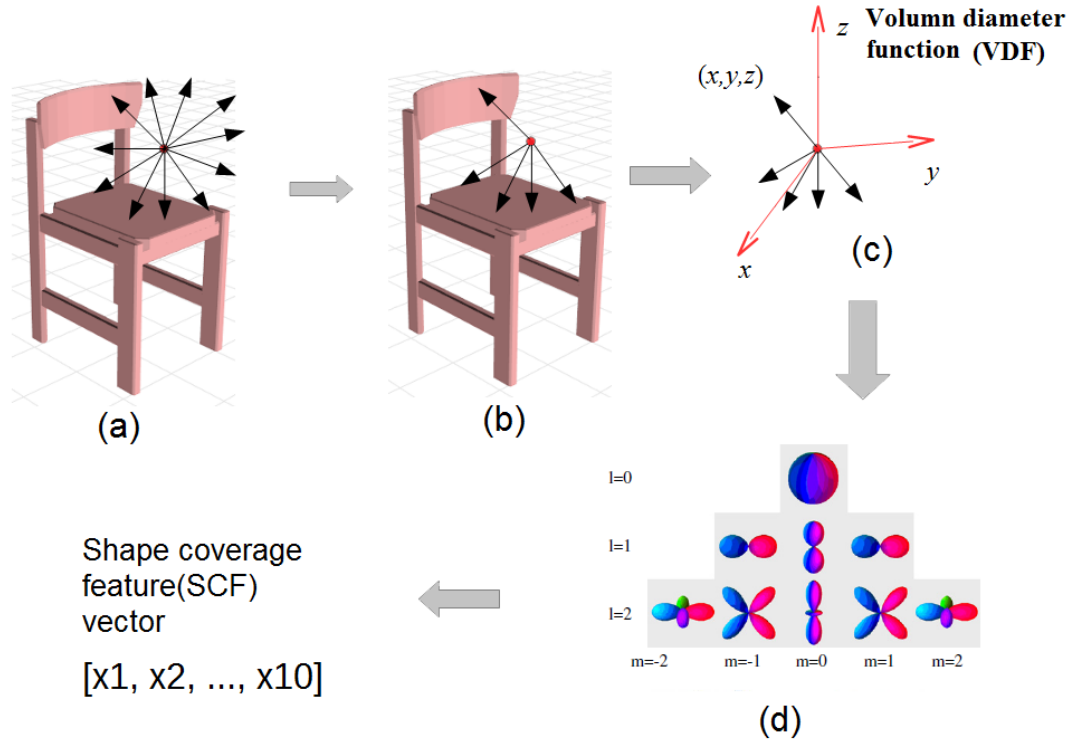 z
Volumn diameter
function (VDF)
(x,y,z)
y
x
(a)
(b)
(c)
l=0
l=1
l=2
m=-2 m=-1 m=0 m=1 m=2
(d)
Shape coverage
feature(SCF)
vector
[x1, x2, ..., x10]